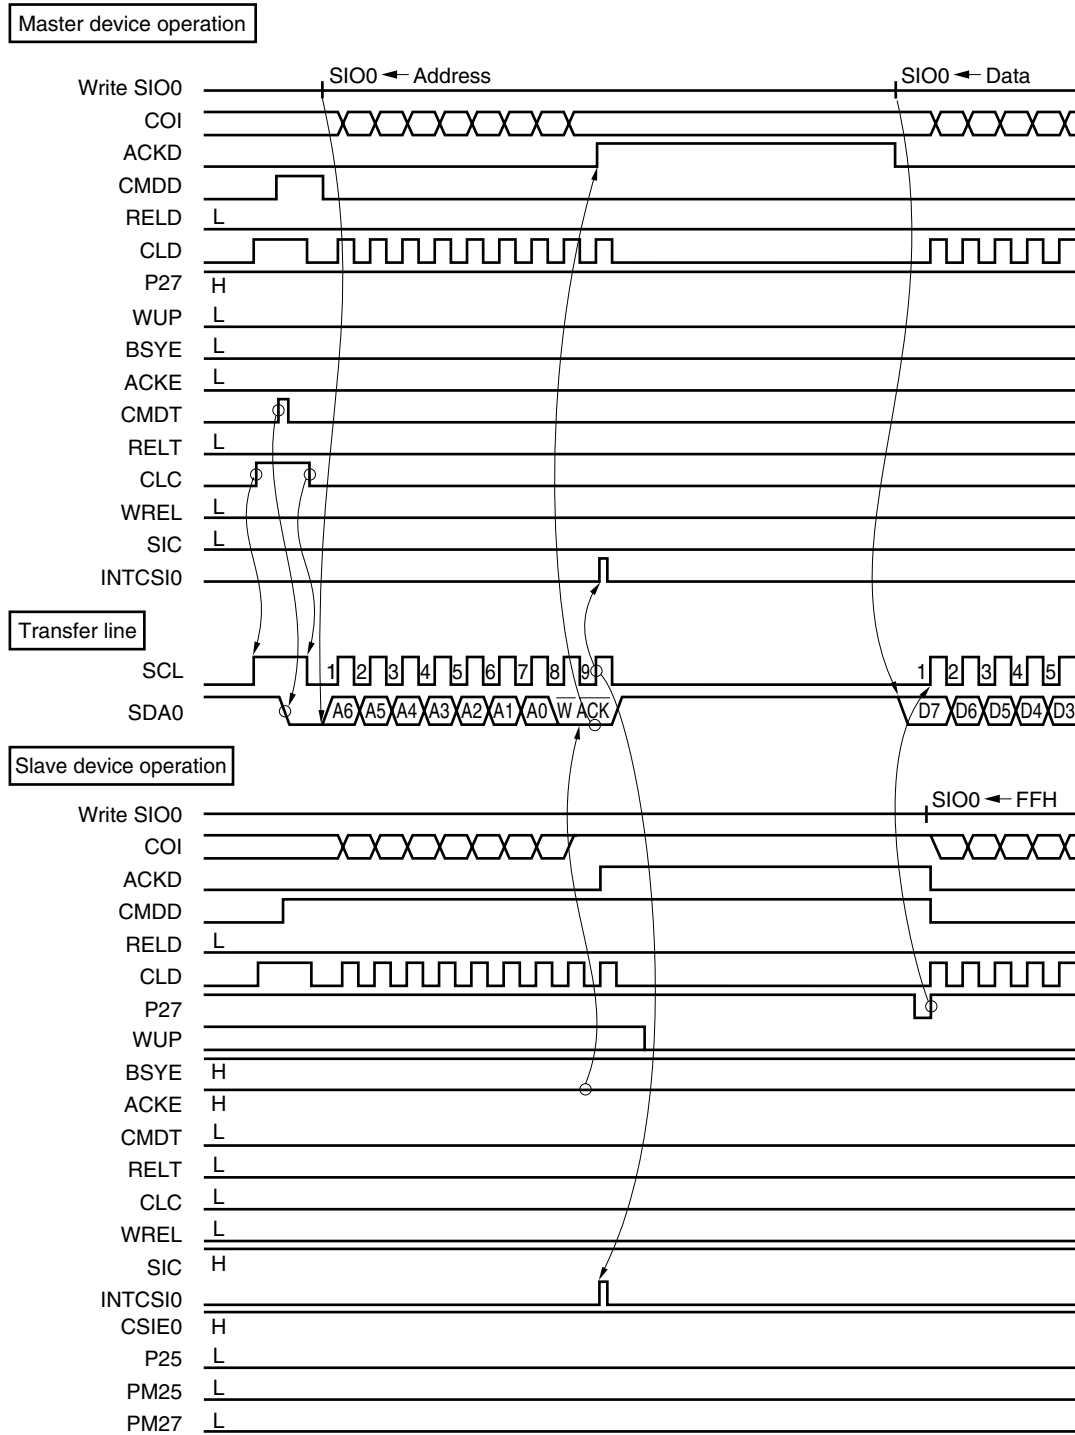 Master device operation
Write SIO0 SIO0 ← Address SIO0 ← Data
COI
ACKD
CMDD
RELD L
CLD
P27 H
WUP L
BSYE L
ACKE L
CMDT
RELT L
CLC
WREL L
SIC L
INTCSI0
Transfer line
SCL 1 2 3 4 5 6 7 8 9 1 2 3 4 5
SDA0 A6 A5 A4 A3 A2 A1 A0 W ACK D7 D6 D5 D4 D3
Slave device operation
Write SIO0 SIO0 ← FFH
COI
ACKD
CMDD
RELD L
CLD
P27
WUP
BSYE H
ACKE H
CMDT L
RELT L
CLC L
WREL L
SIC H
INTCSI0
CSIE0 H
P25 L
PM25 L
PM27 L